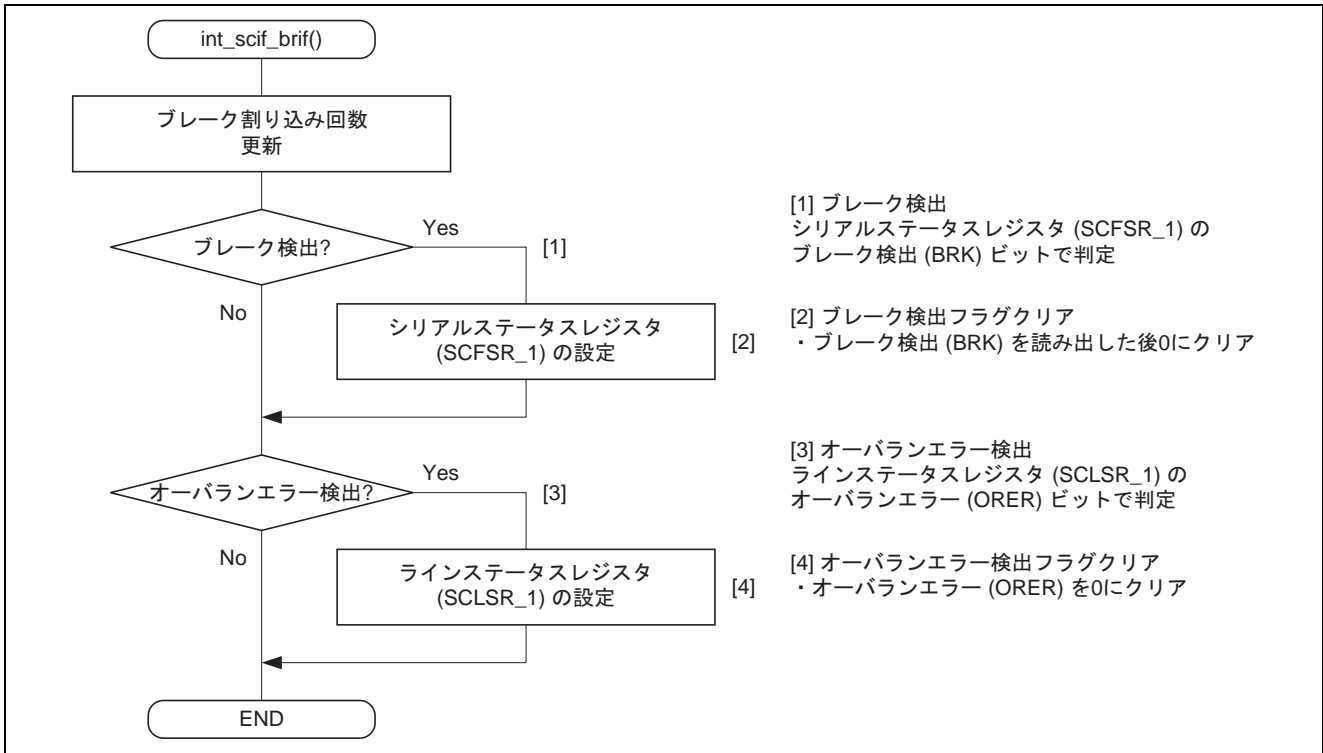 int_scif_brif()
ブレーク割り込み回数
更新
ブレーク検出?
Yes
[1]
No
シリアルステータスレジスタ
(SCFSR_1) の設定
[2]
オーバランエラー検出?
Yes
[3]
No
ラインステータスレジスタ
(SCLSR_1) の設定
[4]
END
[1] ブレーク検出
シリアルステータスレジスタ (SCFSR_1) の
ブレーク検出 (BRK) ビットで判定
[2] ブレーク検出フラグクリア
・ブレーク検出 (BRK) を読み出した後0にクリア
[3] オーバランエラー検出
ラインステータスレジスタ (SCLSR_1) の
オーバランエラー (ORER) ビットで判定
[4] オーバランエラー検出フラグクリア
・オーバランエラー (ORER) を0にクリア